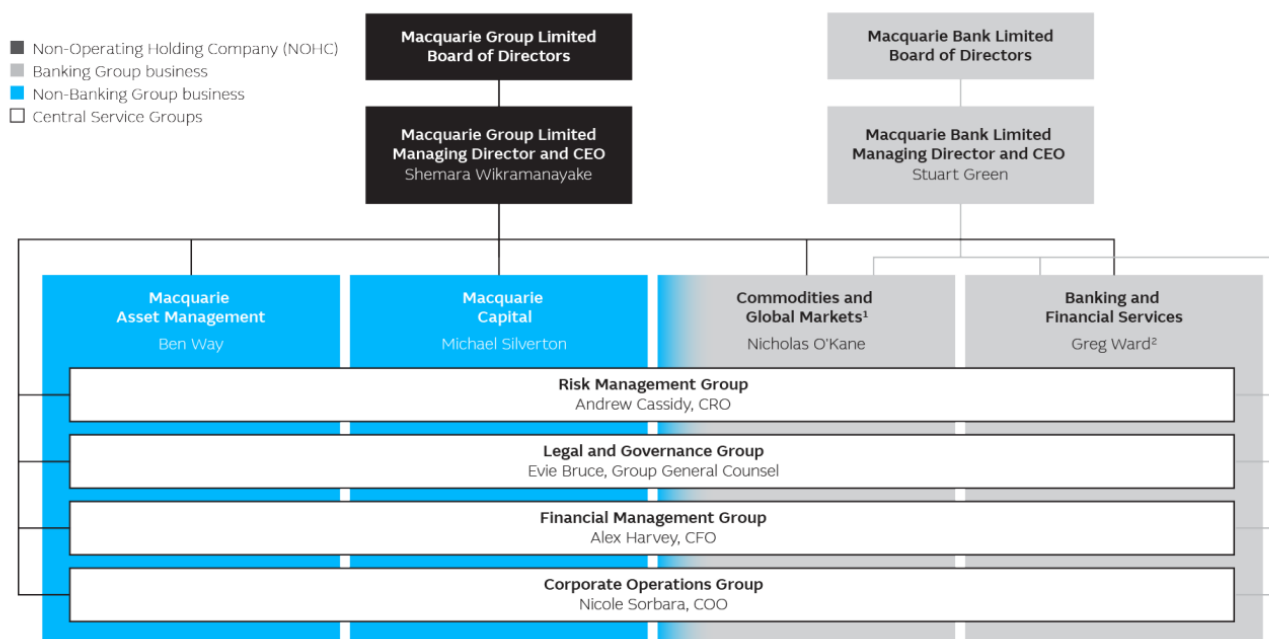 Non-Operating Holding Company (NOHC)
Banking Group business
Non-Banking Group business
Central Service Groups
Macquarie Group Limited
Board of Directors
Macquarie Bank Limited
Board of Directors
Macquarie Group Limited
Managing Director and CEO
Shemara Wikramanayake
Macquarie Bank Limited
Managing Director and CEO
Stuart Green
Macquarie
Asset Management
Ben Way
Macquarie
Capital
Michael Silverton
Commodities and
Global Markets¹
Nicholas O'Kane
Banking and
Financial Services
Greg Ward²
Risk Management Group
Andrew Cassidy, CRO
Legal and Governance Group
Evie Bruce, Group General Counsel
Financial Management Group
Alex Harvey, CFO
Corporate Operations Group
Nicole Sorbara, COO